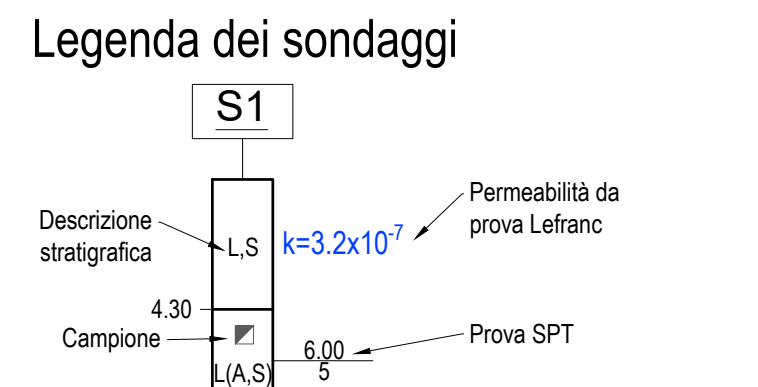 Legenda dei sondaggi
S1
Descrizione
stratigrafica
L,S
k=3.2x10⁻⁷
Permeabilità da
prova Lefranc
4.30
Campione
6.00
5
Prova SPT
L(A,S)